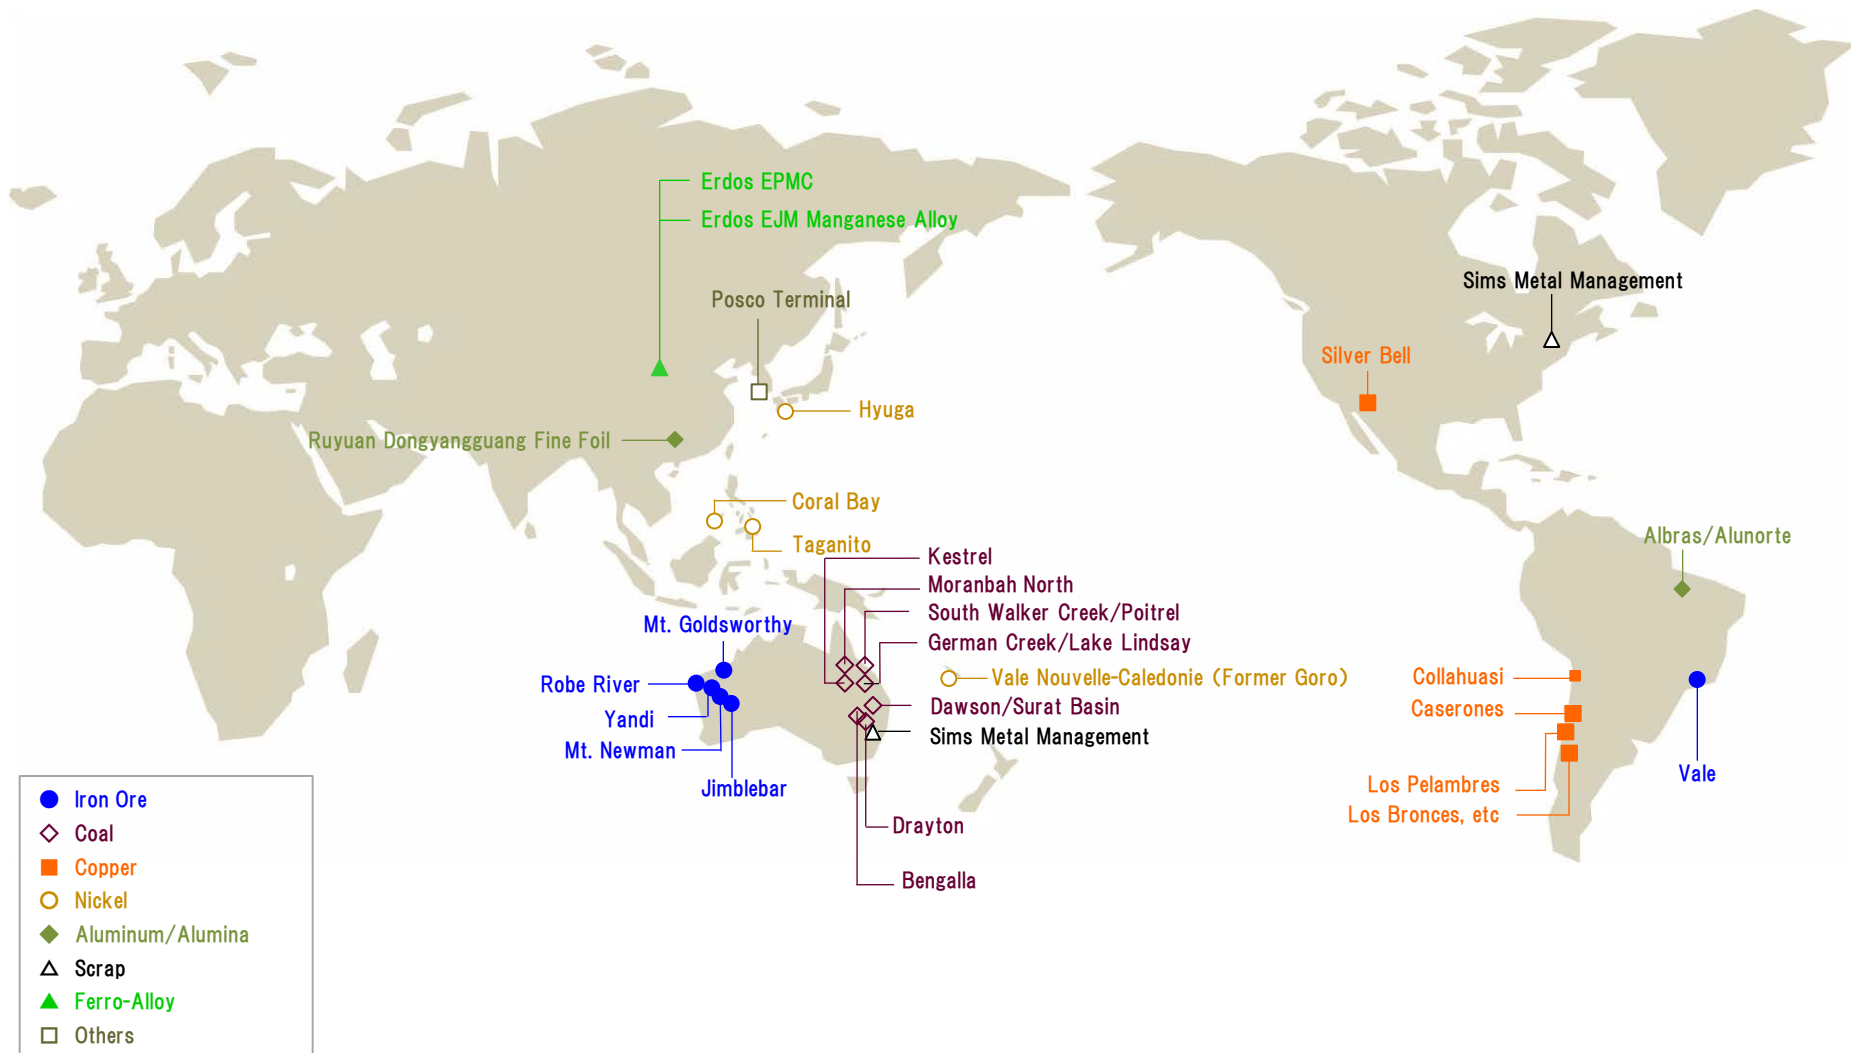 Erdos EPMC
Erdos EJM Manganese Alloy
Sims Metal Management
Posco Terminal
Silver Bell
Hyuga
Ruyuan Dongyangguang Fine Foil
Coral Bay
Albras/Alunorte
Taganito
Kestrel
Moranbah North
South Walker Creek/Poitrel
Mt. Goldsworthy
German Creek/Lake Lindsay
Collahuasi
Vale Nouvelle-Caledonie (Former Goro)
Robe River
Dawson/Surat Basin
Caserones
Yandi
Sims Metal Management
Mt. Newman
Vale
Los Pelambres
Jimblebar
Los Bronces, etc
Drayton
Bengalla
Iron Ore
Coal
Copper
Nickel
Aluminum/Alumina
Scrap
Ferro-Alloy
Others